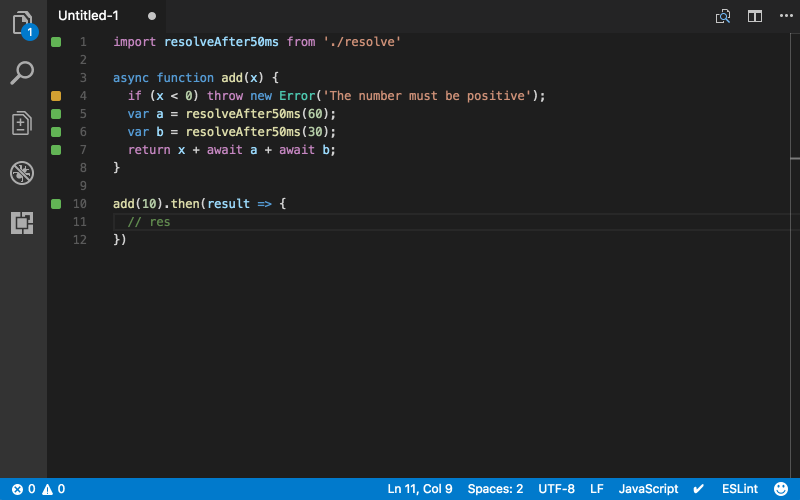 Untitled-1
1
1 import resolveAfter50ms from './resolve'
2
3 async function add(x) {
4 if (x < 0) throw new Error('The number must be positive');
5 var a = resolveAfter50ms(60);
6 var b = resolveAfter50ms(30);
7 return x + await a + await b;
8 }
9
10 add(10).then(result => {
11 // res
12 })
0 0 Ln 11, Col 9 Spaces: 2 UTF-8 LF JavaScript ESLint